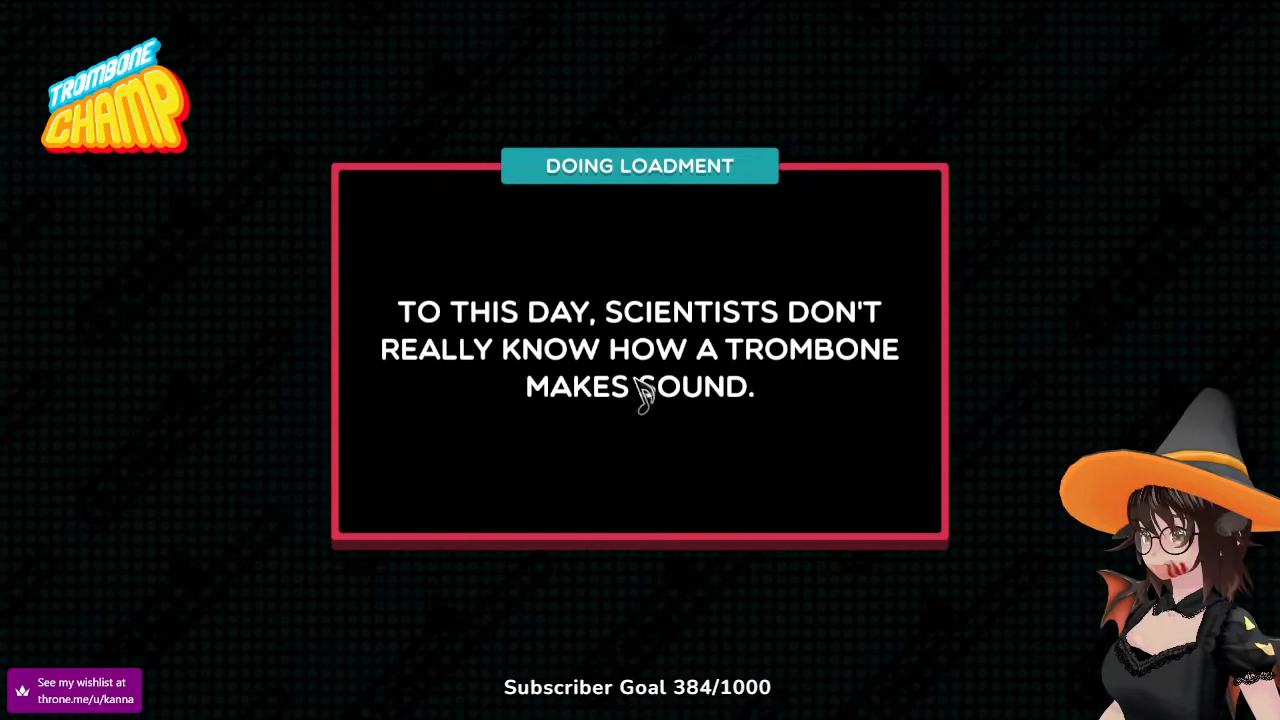 TROMBONE
CHAMP
DOING LOADMENT
TO THIS DAY, SCIENTISTS DON'T
REALLY KNOW HOW A TROMBONE
MAKES SOUND.
See my wishlist at
throne.me/u/kanna
Subscriber Goal 384/1000